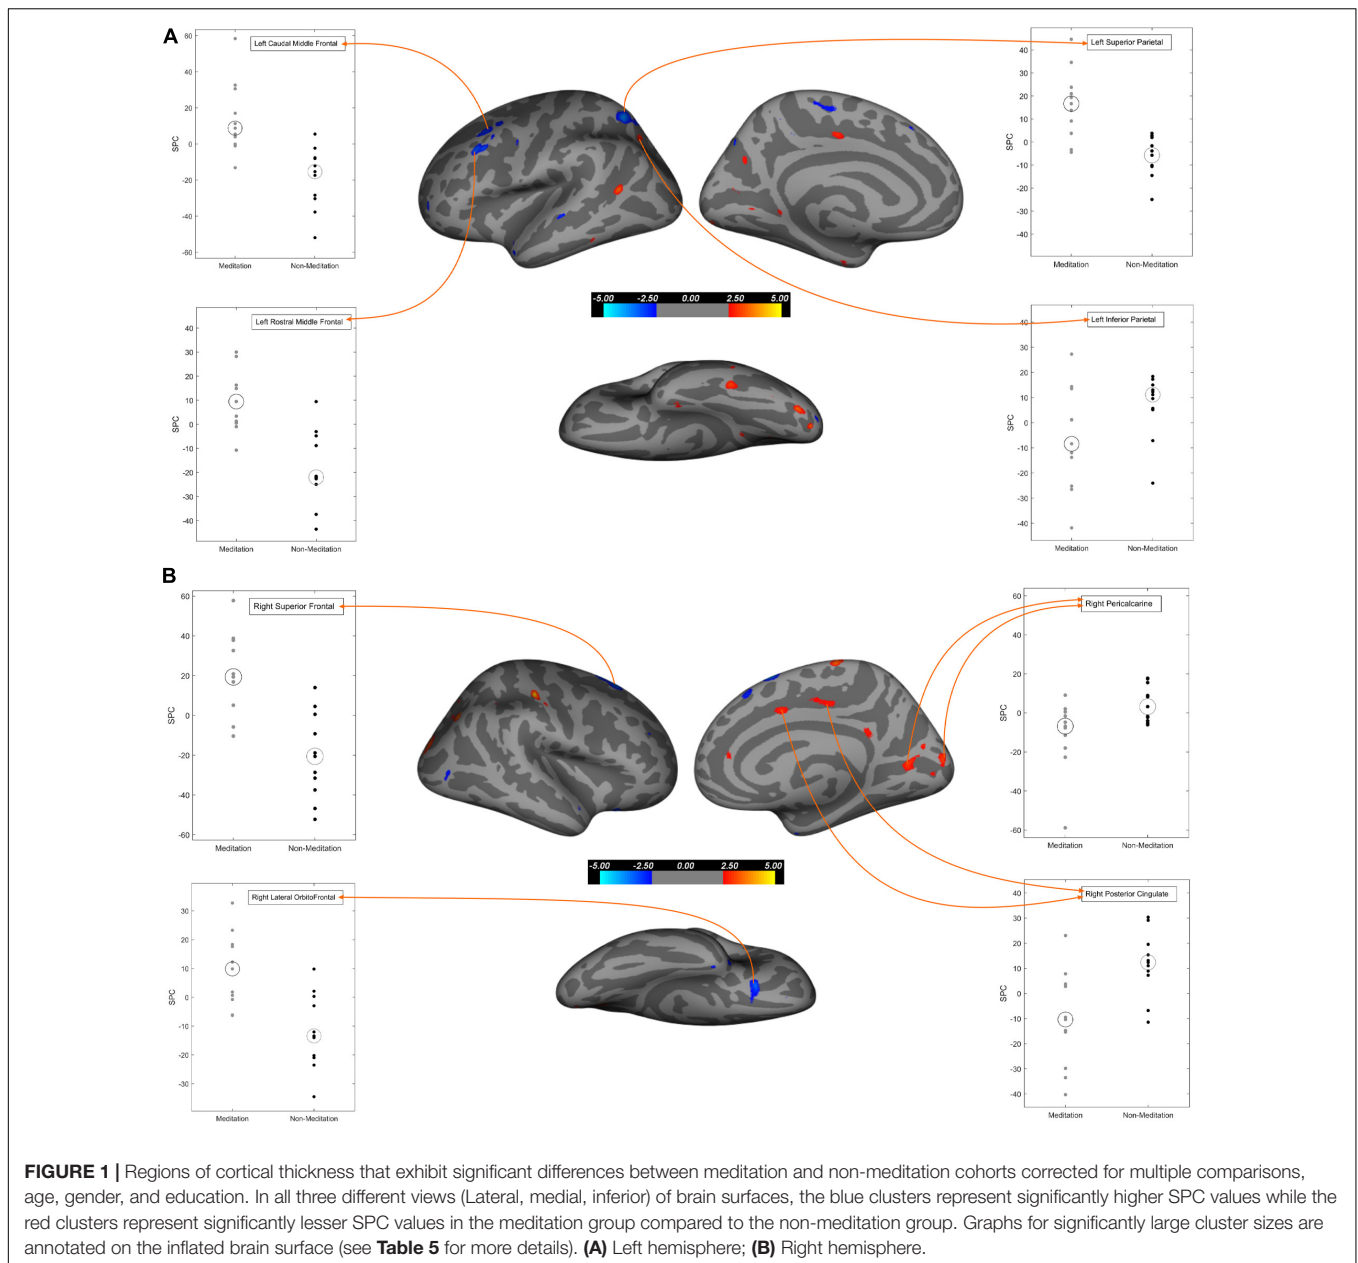 A
Left Caudal Middle Frontal
60
40
20
0
-20
-40
-60
SPC
Meditation
Non-Meditation
Left Superior Parietal
40
30
20
10
0
-10
-20
-30
-40
SPC
Meditation
Non-Meditation
-5.00 -2.50 0.00 2.50 5.00
Left Rostral Middle Frontal
40
30
20
10
0
-10
-20
-30
-40
SPC
Meditation
Non-Meditation
Left Inferior Parietal
40
30
20
10
0
-10
-20
-30
-40
SPC
Meditation
Non-Meditation
B
Right Superior Frontal
60
40
20
0
-20
-40
-60
SPC
Meditation
Non-Meditation
Right Pericalcarine
60
40
20
0
-20
-40
-60
SPC
Meditation
Non-Meditation
-5.00 -2.50 0.00 2.50 5.00
Right Lateral OrbitoFrontal
30
20
10
0
-10
-20
-30
SPC
Meditation
Non-Meditation
Right Posterior Cingulate
40
30
20
10
0
-10
-20
-30
-40
SPC
Meditation
Non-Meditation
FIGURE 1 | Regions of cortical thickness that exhibit significant differences between meditation and non-meditation cohorts corrected for multiple comparisons,
age, gender, and education. In all three different views (Lateral, medial, inferior) of brain surfaces, the blue clusters represent significantly higher SPC values while the
red clusters represent significantly lesser SPC values in the meditation group compared to the non-meditation group. Graphs for significantly large cluster sizes are
annotated on the inflated brain surface (see Table 5 for more details). (A) Left hemisphere; (B) Right hemisphere.